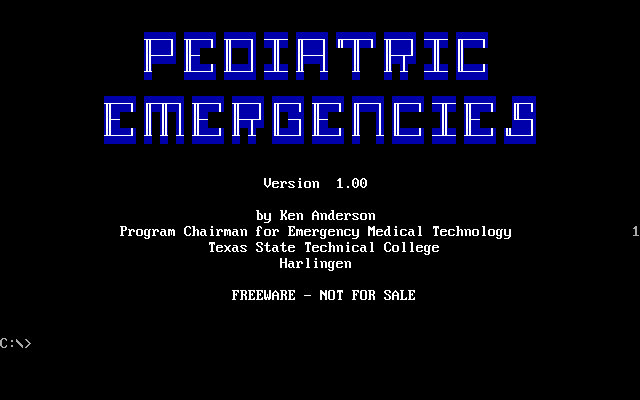 PEDIATRIC
EMERGENCIES
Version 1.00
by Ken Anderson
Program Chairman for Emergency Medical Technology
1
Texas State Technical College
Harlingen
FREEWARE - NOT FOR SALE
C:\>